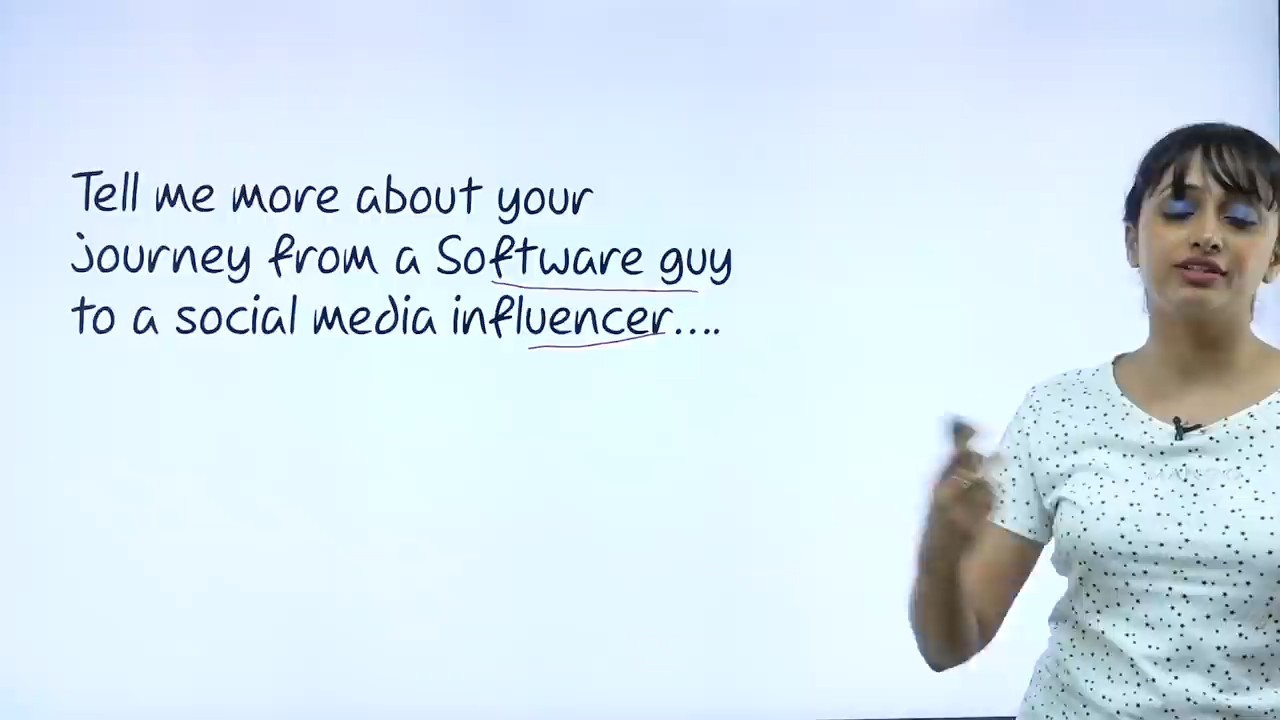 Tell me more about your
journey from a Software guy
to a social media influencer....